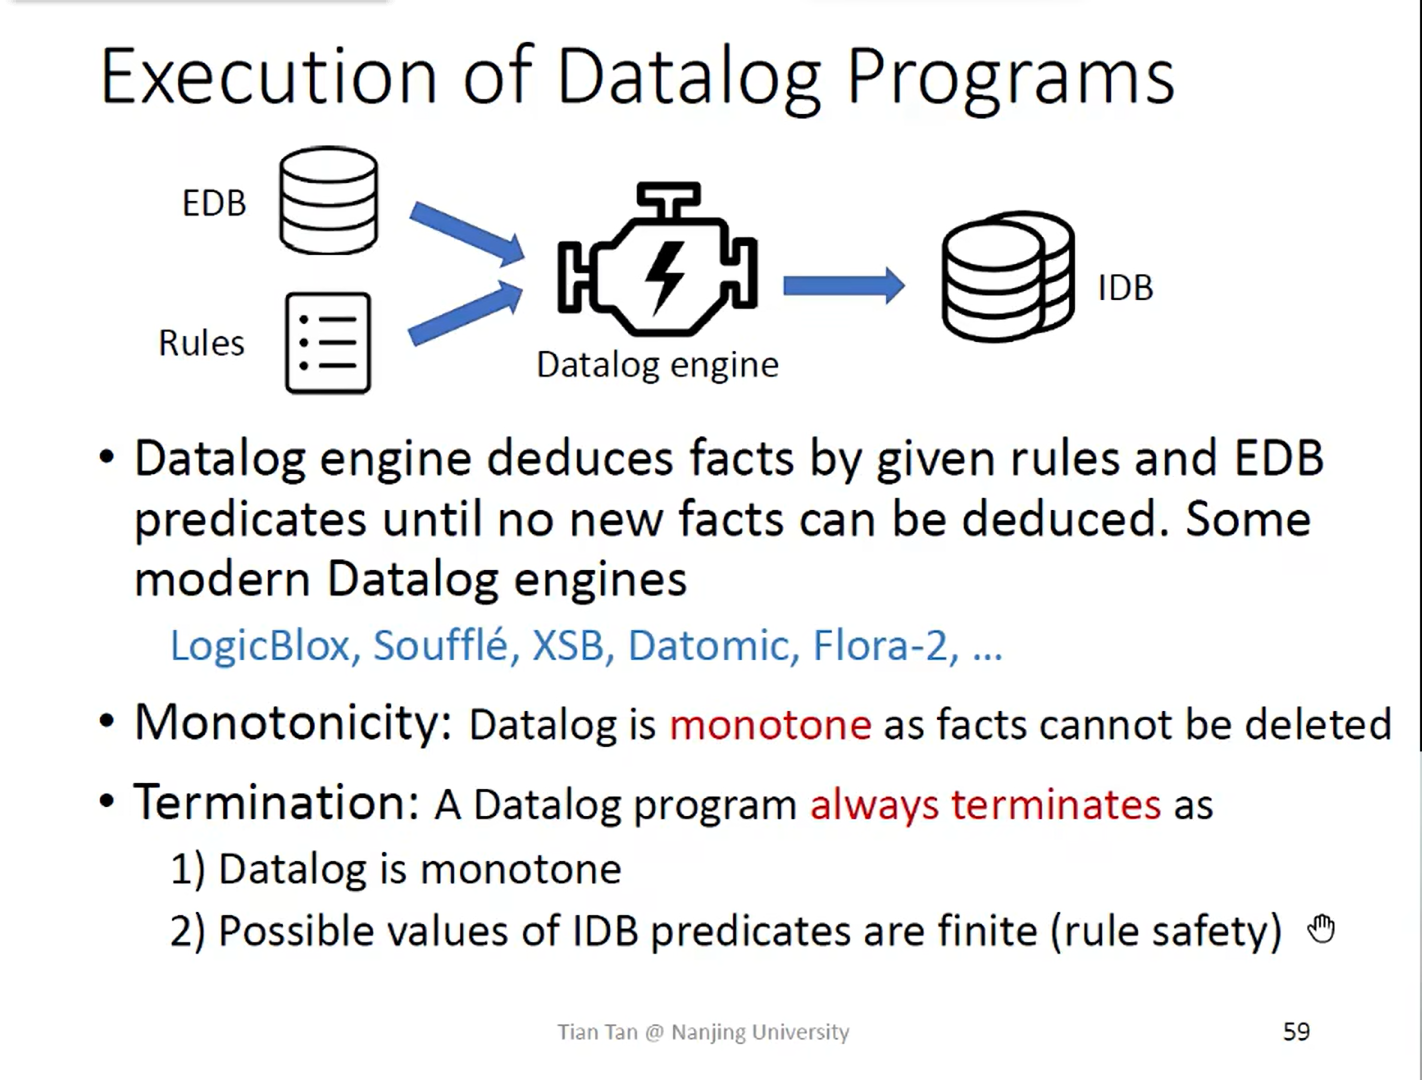 Execution of Datalog Programs
EDB
Rules
Datalog engine
IDB
• Datalog engine deduces facts by given rules and EDB
predicates until no new facts can be deduced. Some
modern Datalog engines
LogicBlox, Soufflé, XSB, Datomic, Flora-2, …
• Monotonicity: Datalog is monotone as facts cannot be deleted
• Termination: A Datalog program always terminates as
1) Datalog is monotone
2) Possible values of IDB predicates are finite (rule safety)
Tian Tan @ Nanjing University
59